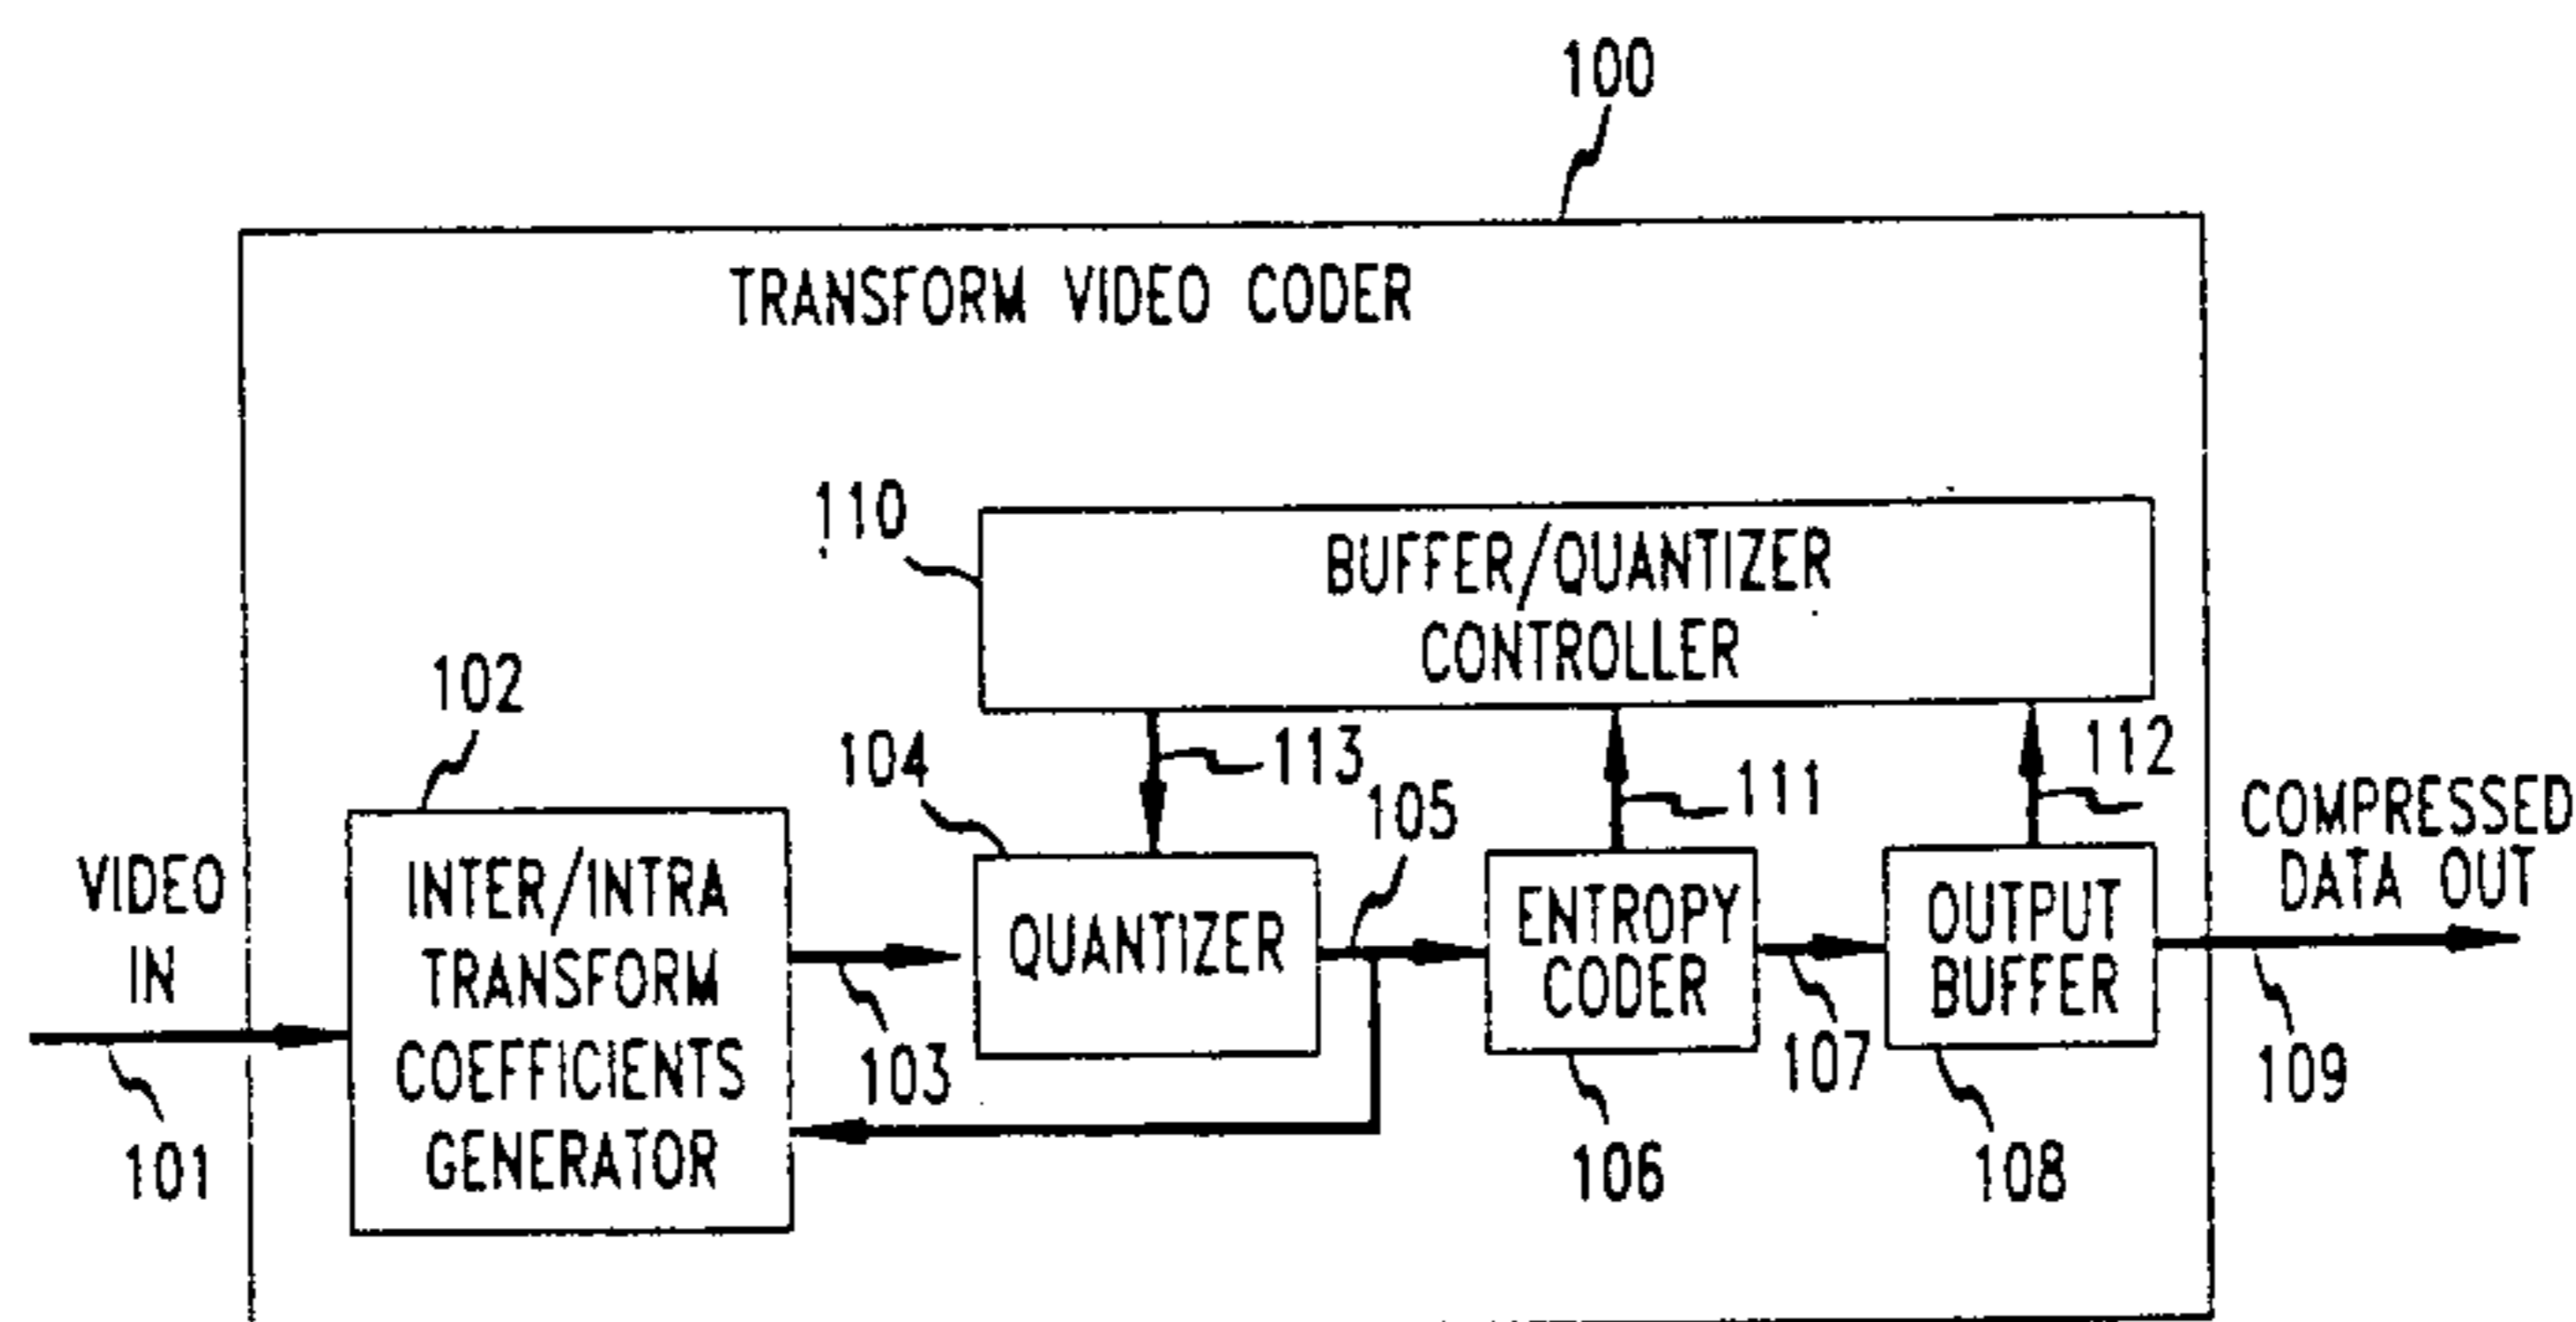 100
TRANSFORM VIDEO CODER
110
BUFFER/QUANTIZER
CONTROLLER
102
104
113
105
111
112
COMPRESSED
DATA OUT
VIDEO
IN
INTER/INTRA
TRANSFORM
COEFFICIENTS
GENERATOR
QUANTIZER
ENTROPY
CODER
OUTPUT
BUFFER
101
103
107
109
106
108